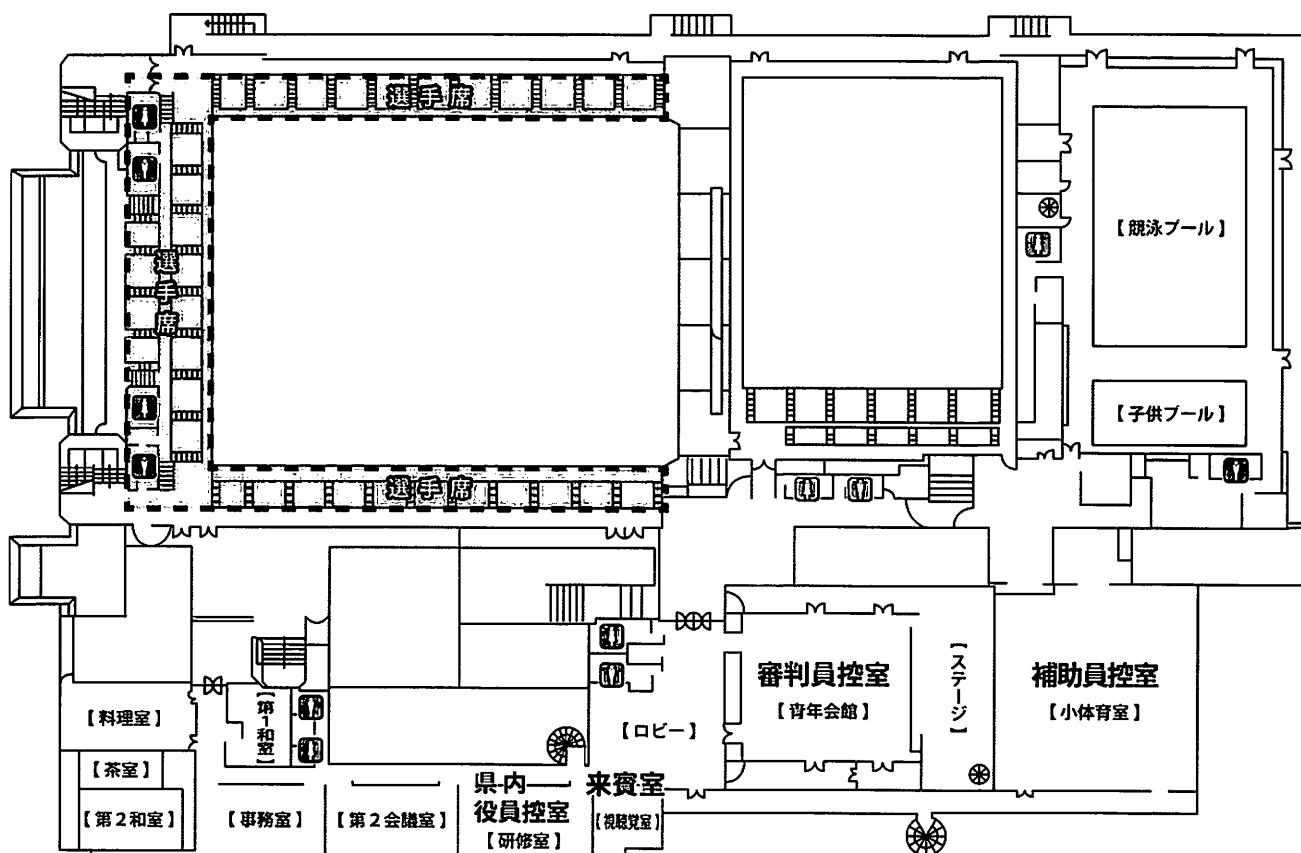 選手席
選手席
【競泳プール】
【子供プール】
選手席
審判員控室
【青年会館】
【ステージ】
補助員控室
【小体育室】
【料理室】
【第1和室】
【ロビー】
【茶室】
県内
役員控室
【研修室】
来賓室
【視聴覚室】
【第2和室】
【事務室】
【第2会議室】